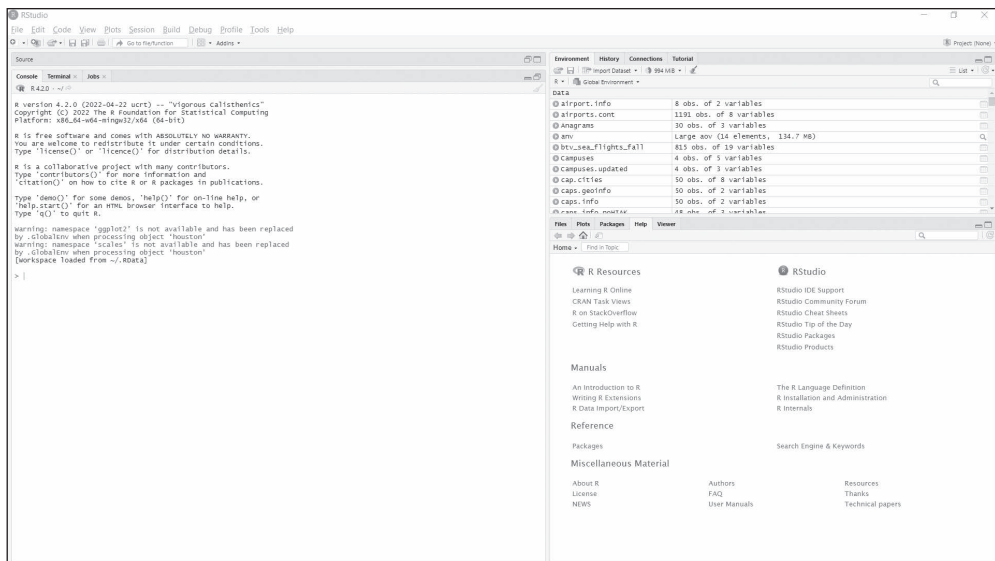 RStudio
File Edit Code View Plots Session Build Debug Profile Tools Help
Go to file/function Addins
Project: (None)
Source
Console Terminal Jobs
R 4.2.0 · ~/
R version 4.2.0 (2022-04-22 ucrt) -- "Vigorous Calisthenics"
Copyright (C) 2022 The R Foundation for Statistical Computing
Platform: x86_64-w64-mingw32/x64 (64-bit)
R is free software and comes with ABSOLUTELY NO WARRANTY.
You are welcome to redistribute it under certain conditions.
Type 'license()' or 'licence()' for distribution details.
R is a collaborative project with many contributors.
Type 'contributors()' for more information and
'citation()' on how to cite R or R packages in publications.
Type 'demo()' for some demos, 'help()' for on-line help, or
'help.start()' for an HTML browser interface to help.
Type 'q()' to quit R.
Warning: namespace 'ggplot2' is not available and has been replaced
by .GlobalEnv when processing object 'houston'
Warning: namespace 'scales' is not available and has been replaced
by .GlobalEnv when processing object 'houston'
[Workspace loaded from ~/.RData]
>
Environment History Connections Tutorial
Import Dataset 994 MiB List
R Global Environment
Data
airport.info 8 obs. of 2 variables
airports.cont 1191 obs. of 8 variables
Anagrams 30 obs. of 3 variables
anv Large aov (14 elements, 134.7 MB)
btv_sea_flights_fall 815 obs. of 19 variables
Campuses 4 obs. of 5 variables
Campuses.updated 4 obs. of 3 variables
cap.cities 50 obs. of 8 variables
caps.geoinfo 50 obs. of 2 variables
caps.info 50 obs. of 2 variables
caps.info.noHIAK 48 obs. of 3 variables
Files Plots Packages Help Viewer
Home Find in Topic
R Resources
Learning R Online
CRAN Task Views
R on StackOverflow
Getting Help with R
RStudio
RStudio IDE Support
RStudio Community Forum
RStudio Cheat Sheets
RStudio Tip of the Day
RStudio Packages
RStudio Products
Manuals
An Introduction to R The R Language Definition
Writing R Extensions R Installation and Administration
R Data Import/Export R Internals
Reference
Packages Search Engine & Keywords
Miscellaneous Material
About R Authors Resources
License FAQ Thanks
NEWS User Manuals Technical papers